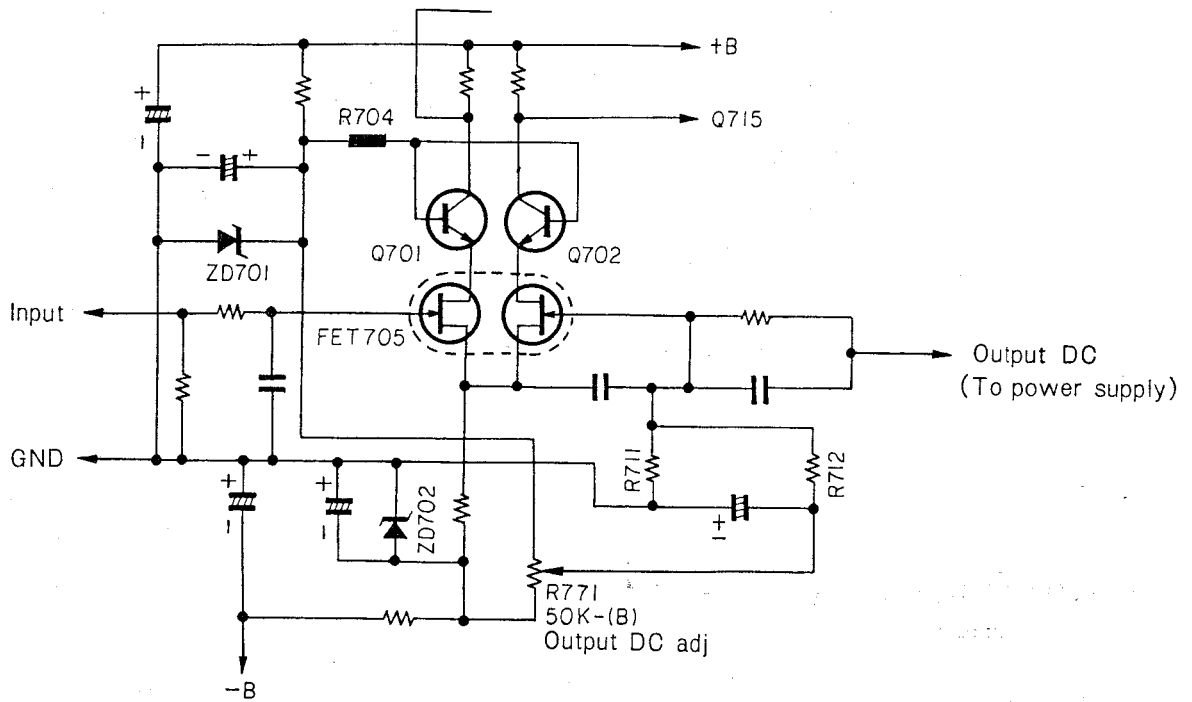 +B
+
R704
Q715
-
-
+
Q701
Q702
ZD701
Input
FET705
Output DC
(To power supply)
GND
R711
R712
+
-
+
-
ZD702
+
-
R771
50K-(B)
Output DC adj
-B